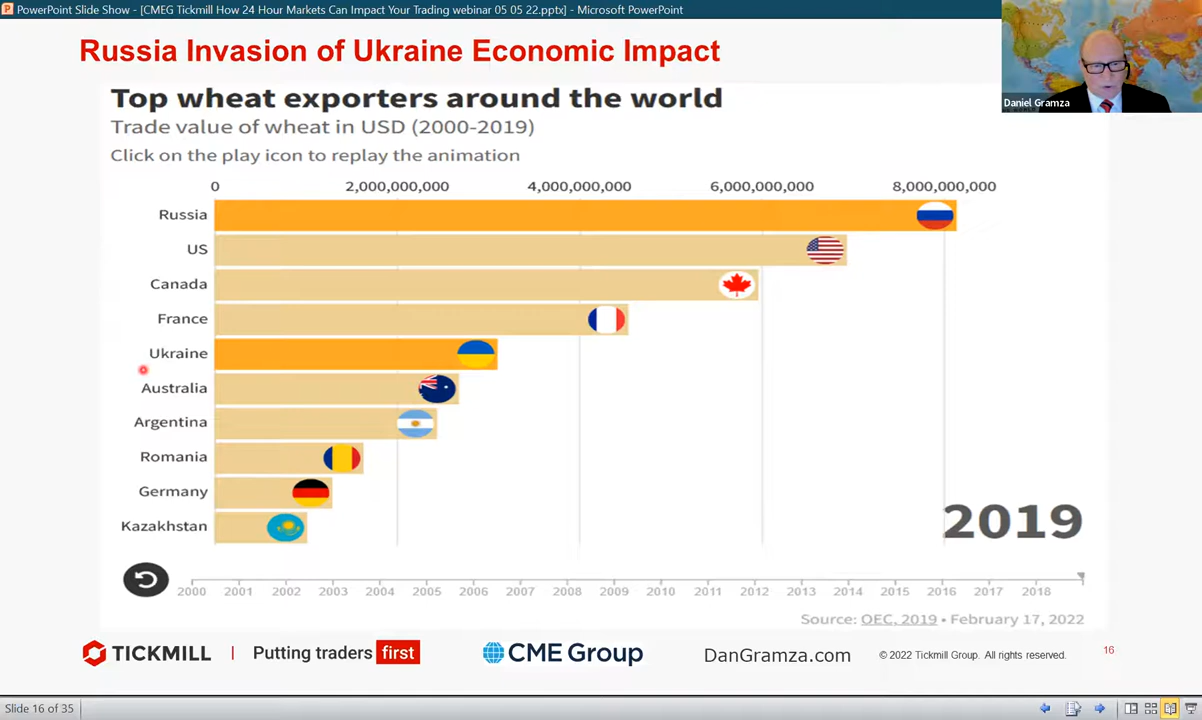 PowerPoint Slide Show - [CMEG Tickmill How 24 Hour Markets Can Impact Your Trading webinar 05 05 22.pptx] - Microsoft PowerPoint
Russia Invasion of Ukraine Economic Impact
Daniel Gramza
Top wheat exporters around the world
Trade value of wheat in USD (2000-2019)
Click on the play icon to replay the animation
0 2,000,000,000 4,000,000,000 6,000,000,000 8,000,000,000
Russia
US
Canada
France
Ukraine
Australia
Argentina
Romania
Germany
Kazakhstan
2019
2000 2001 2002 2003 2004 2005 2006 2007 2008 2009 2010 2011 2012 2013 2014 2015 2016 2017 2018
Source: OEC, 2019 • February 17, 2022
TICKMILL | Putting traders first CME Group DanGramza.com © 2022 Tickmill Group. All rights reserved. 16
Slide 16 of 35